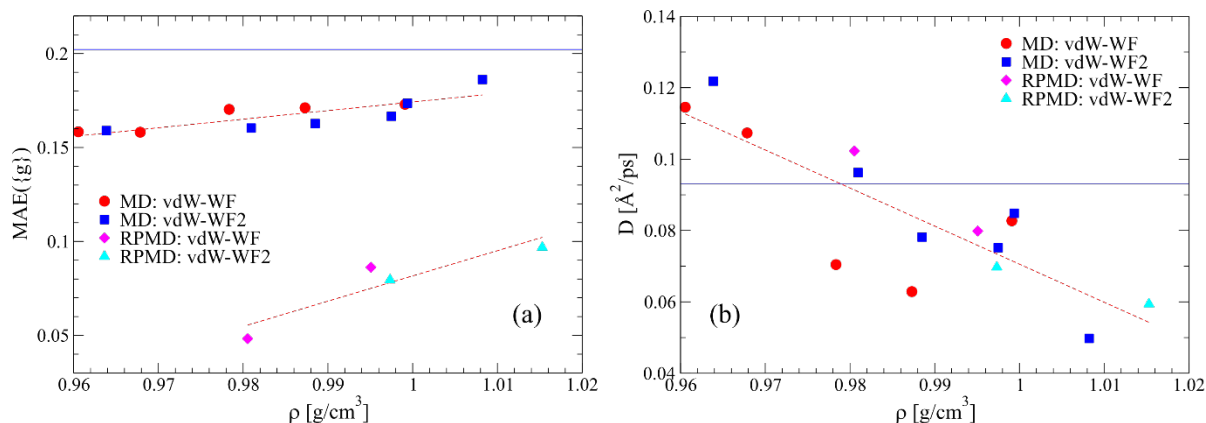 0.2
0.15
0.1
0.05
MAE({g})
MD: vdW-WF
MD: vdW-WF2
RPMD: vdW-WF
RPMD: vdW-WF2
(a)
0.96 0.97 0.98 0.99 1 1.01 1.02
ρ [g/cm³]
0.14
0.12
0.1
0.08
0.06
0.04
D [Å²/ps]
MD: vdW-WF
MD: vdW-WF2
RPMD: vdW-WF
RPMD: vdW-WF2
(b)
0.96 0.97 0.98 0.99 1 1.01 1.02
ρ [g/cm³]